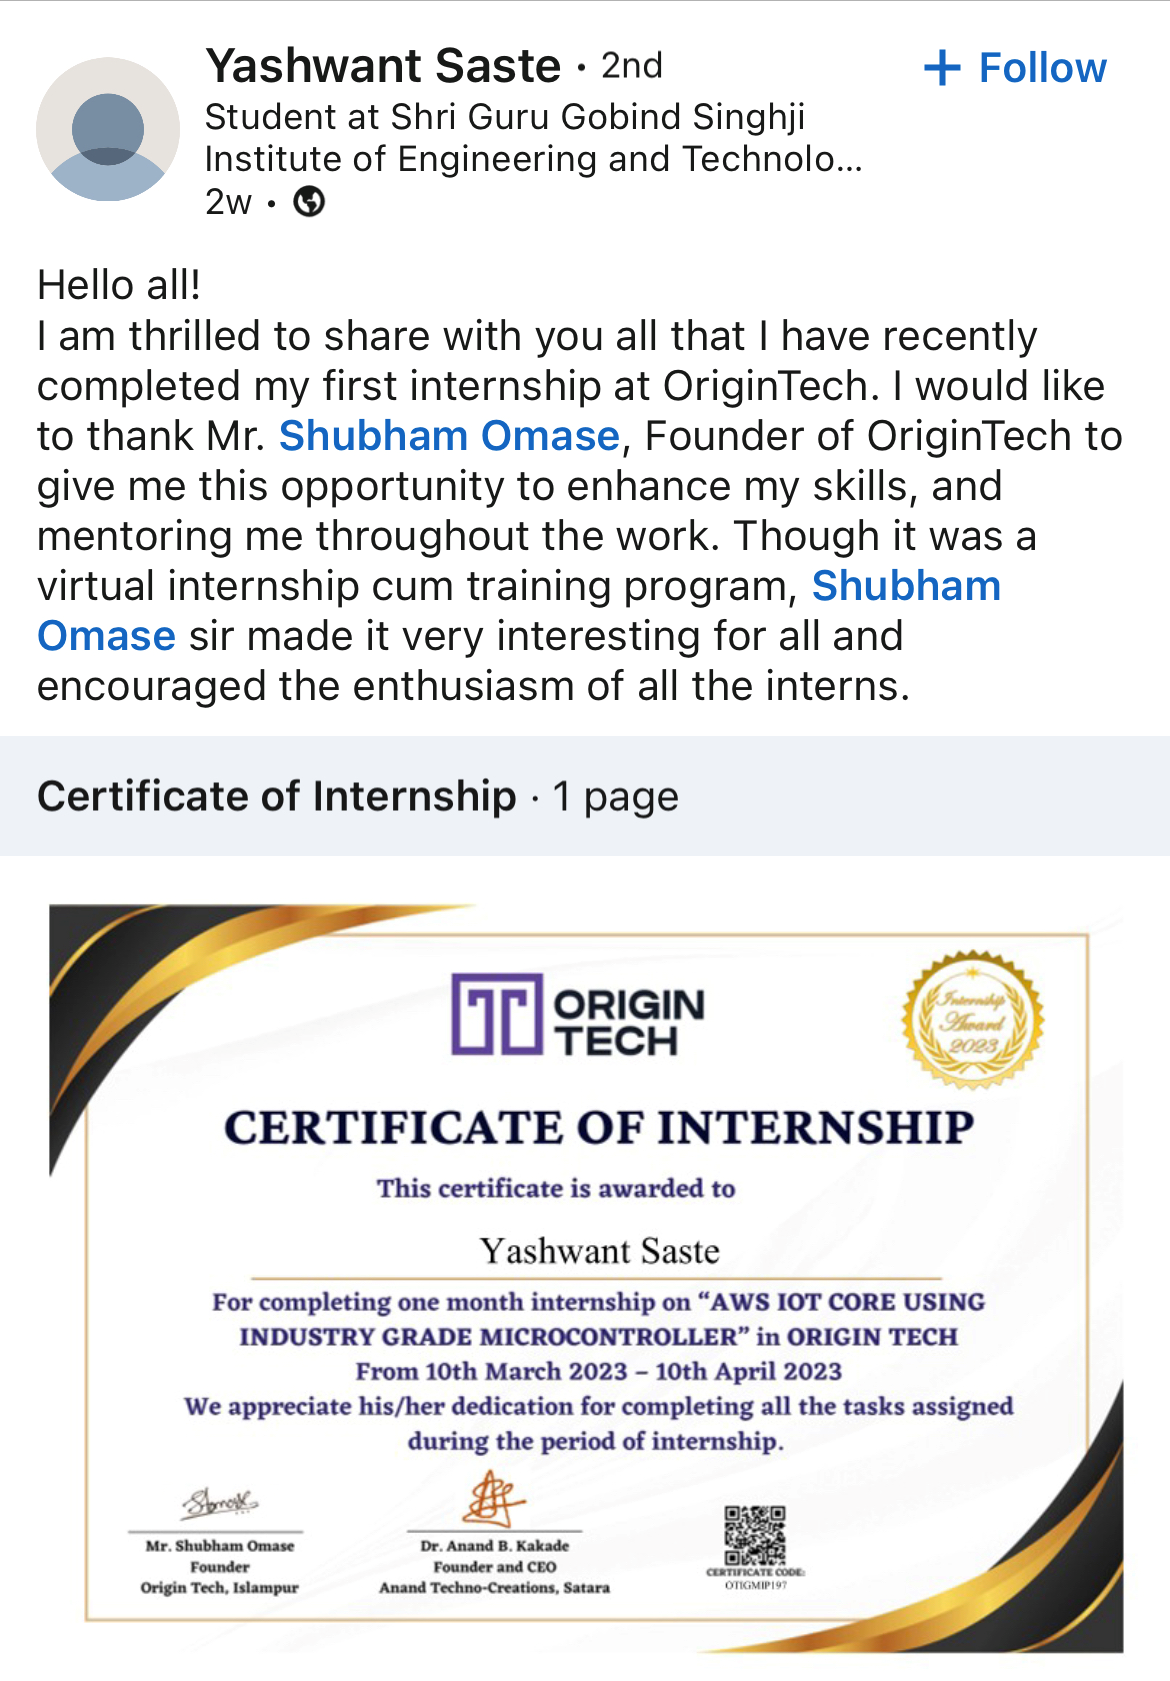 Yashwant Saste · 2nd
+ Follow
Student at Shri Guru Gobind Singhji
Institute of Engineering and Technolo...
2w ·
Hello all!
I am thrilled to share with you all that I have recently
completed my first internship at OriginTech. I would like
to thank Mr. Shubham Omase, Founder of OriginTech to
give me this opportunity to enhance my skills, and
mentoring me throughout the work. Though it was a
virtual internship cum training program, Shubham
Omase sir made it very interesting for all and
encouraged the enthusiasm of all the interns.
Certificate of Internship · 1 page
ORIGIN
TECH
Internship
Award
2023
CERTIFICATE OF INTERNSHIP
This certificate is awarded to
Yashwant Saste
For completing one month internship on “AWS IOT CORE USING
INDUSTRY GRADE MICROCONTROLLER” in ORIGIN TECH
From 10th March 2023 – 10th April 2023
We appreciate his/her dedication for completing all the tasks assigned
during the period of internship.
Mr. Shubham Omase
Founder
Origin Tech, Islampur
Dr. Anand B. Kakade
Founder and CEO
Anand Techno-Creations, Satara
CERTIFICATE CODE:
OTIGMIP197